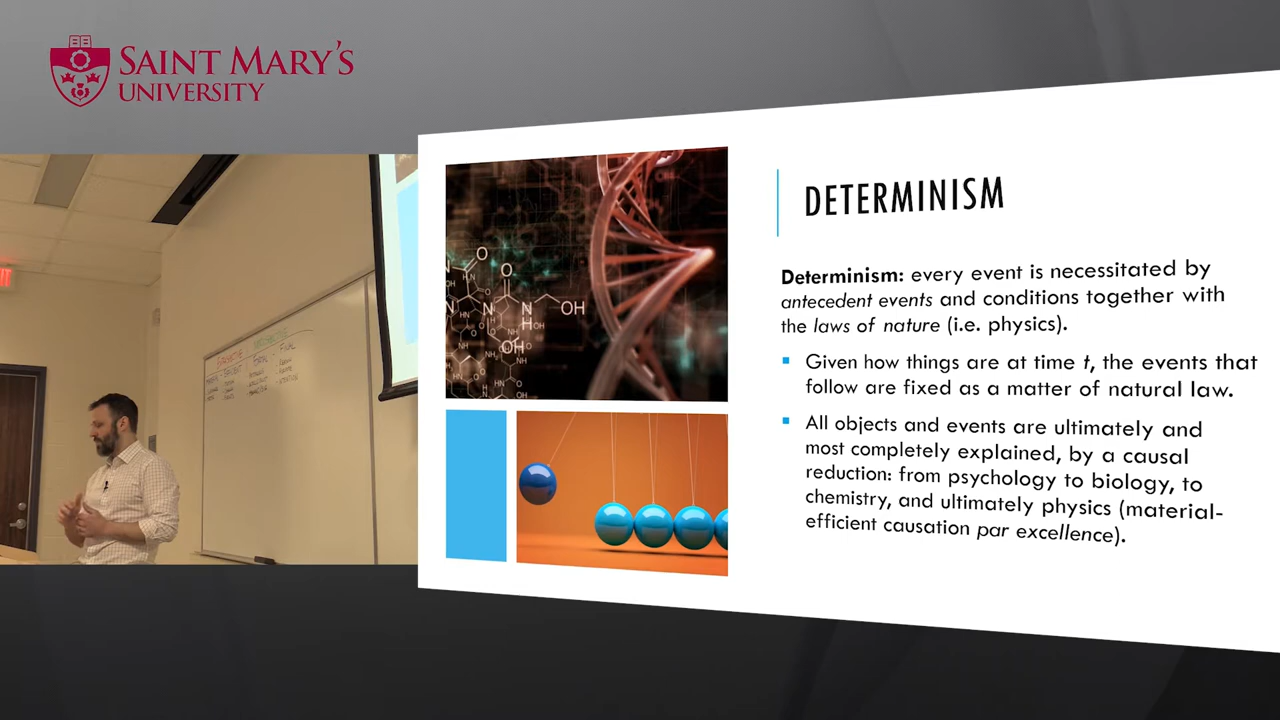 SAINT MARY'S
UNIVERSITY
DETERMINISM
Determinism: every event is necessitated by
antecedent events and conditions together with
the laws of nature (i.e. physics).
Given how things are at time t, the events that
follow are fixed as a matter of natural law.
All objects and events are ultimately and
most completely explained, by a causal
reduction: from psychology to biology, to
chemistry, and ultimately physics (material-
efficient causation par excellence).
OH
FINAL